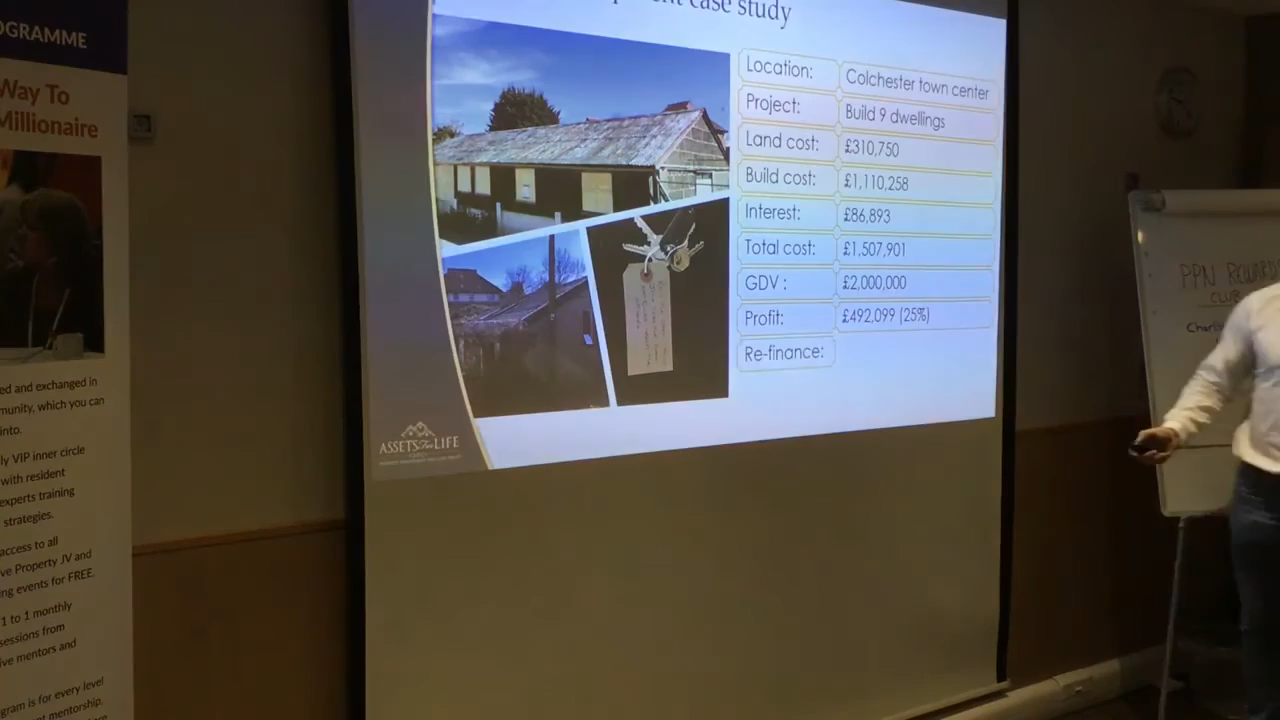 OGRAMME
Way To
Millionaire
ed and exchanged in
munity, which you can
into.
ly VIP inner circle
with resident
experts training
strategies.
access to all
ve Property JV and
ng events for FREE.
1 to 1 monthly
sessions from
ive mentors and
gram is for every level
mentorship.
case study
Location: Colchester town center
Project: Build 9 dwellings
Land cost: £310,750
Build cost: £1,110,258
Interest: £86,893
Total cost: £1,507,901
GDV : £2,000,000
Profit: £492,099 (25%)
Re-finance:
ASSETS For LIFE
PPN REWARDS
CLUB